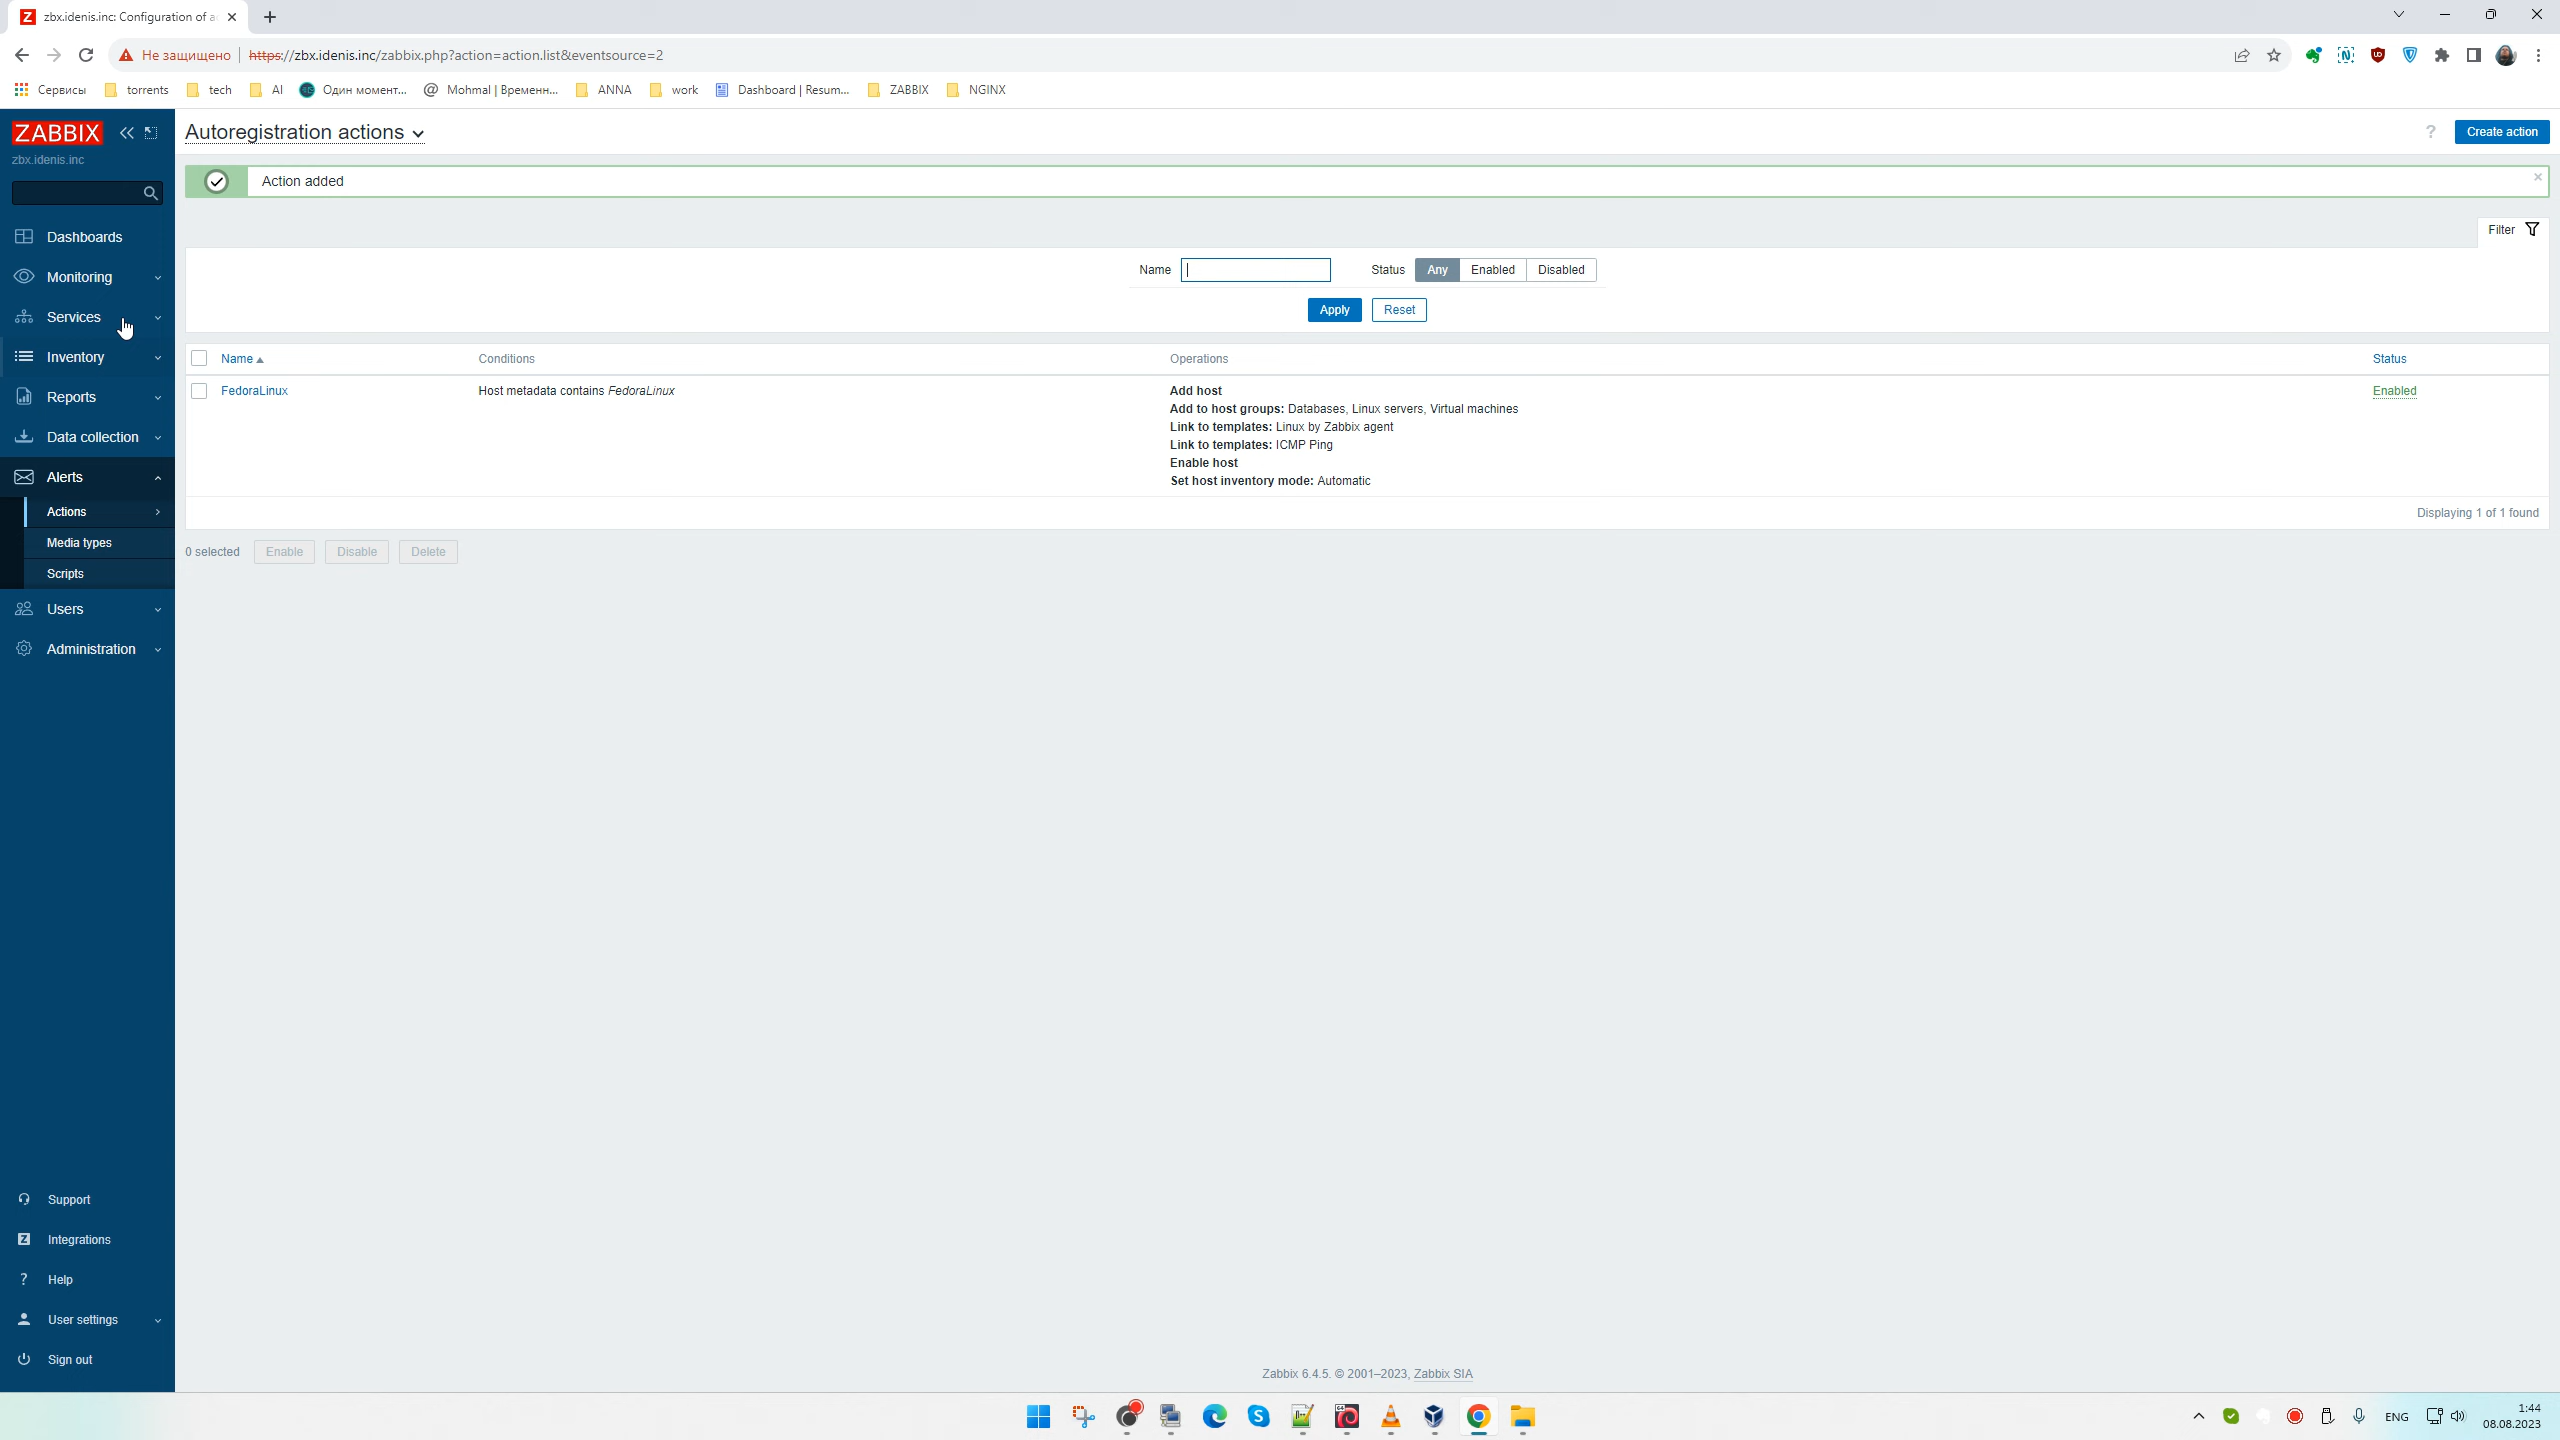 zbx.idenis.inc: Configuration of a
Не защищено
https://zbx.idenis.inc/zabbix.php?action=action.list&eventsource=2
Сервисы torrents tech AI Один момент... Mohmal | Временн... ANNA work Dashboard | Resum... ZABBIX NGINX
ZABBIX
zbx.idenis.inc
Dashboards
Monitoring
Services
Inventory
Reports
Data collection
Alerts
Actions
Media types
Scripts
Users
Administration
Support
Integrations
Help
User settings
Sign out
Autoregistration actions
? Create action
Action added
Filter
Name Status Any Enabled Disabled
Apply Reset
Name Conditions Operations Status
FedoraLinux Host metadata contains FedoraLinux Add host Enabled
Add to host groups: Databases, Linux servers, Virtual machines
Link to templates: Linux by Zabbix agent
Link to templates: ICMP Ping
Enable host
Set host inventory mode: Automatic
Displaying 1 of 1 found
0 selected Enable Disable Delete
Zabbix 6.4.5. © 2001–2023, Zabbix SIA
ENG
1:44
08.08.2023